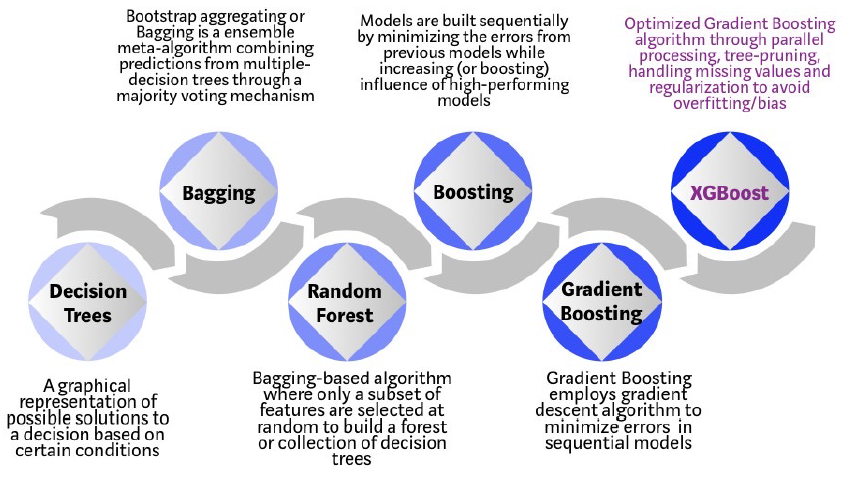 Bootstrap aggregating or
Bagging is a ensemble
meta-algorithm combining
predictions from multiple-
decision trees through a
majority voting mechanism
Models are built sequentially
by minimizing the errors from
previous models while
increasing (or boosting)
influence of high-performing
models
Optimized Gradient Boosting
algorithm through parallel
processing, tree-pruning,
handling missing values and
regularization to avoid
overfitting/bias
Bagging
Boosting
XGBoost
Decision
Trees
Random
Forest
Gradient
Boosting
A graphical
representation of
possible solutions to
a decision based on
certain conditions
Bagging-based algorithm
where only a subset of
features are selected at
random to build a forest
or collection of decision
trees
Gradient Boosting
employs gradient
descent algorithm to
minimize errors in
sequential models